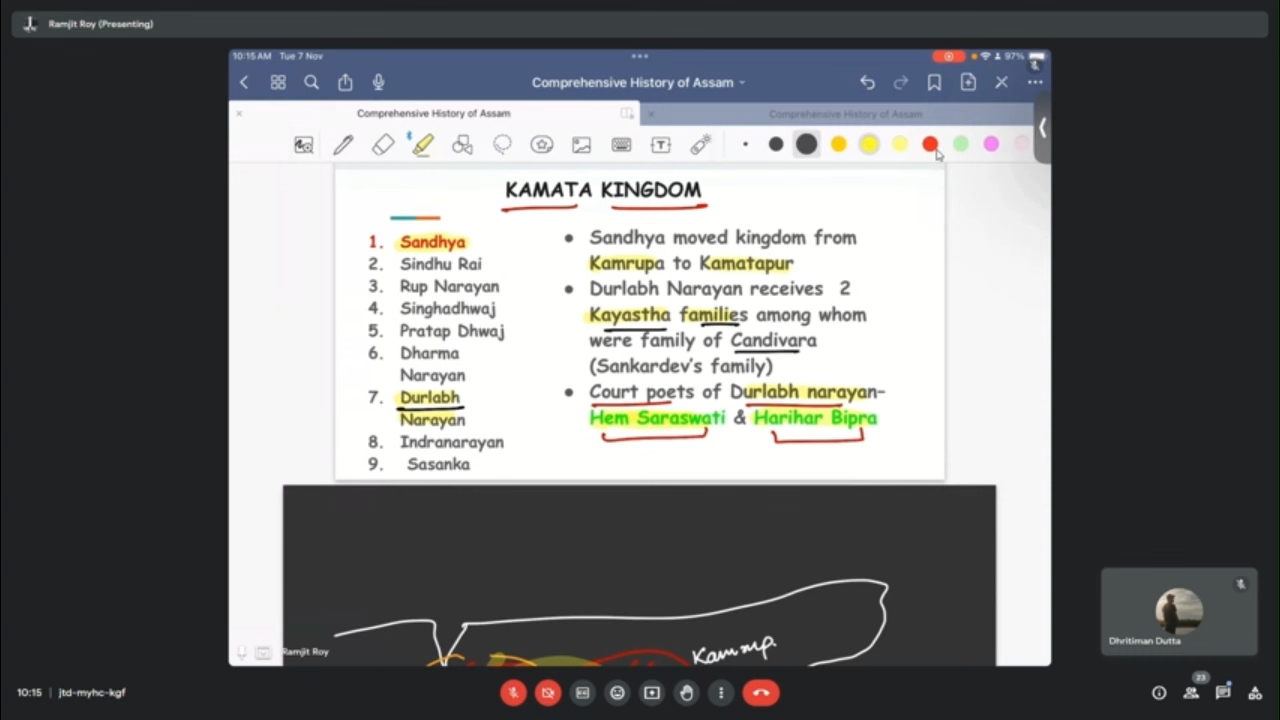 Ramjit Roy (Presenting)
10:15 AM Tue 7 Nov
97%
Comprehensive History of Assam
Comprehensive History of Assam
Comprehensive History of Assam
KAMATA KINGDOM
1. Sandhya
2. Sindhu Rai
3. Rup Narayan
4. Singhadhwaj
5. Pratap Dhwaj
6. Dharma
Narayan
7. Durlabh
Narayan
8. Indranarayan
9. Sasanka
• Sandhya moved kingdom from
Kamrupa to Kamatapur
• Durlabh Narayan receives 2
Kayastha families among whom
were family of Candivara
(Sankardev's family)
• Court poets of Durlabh narayan-
Hem Saraswati & Harihar Bipra
Kamrup.
Ramjit Roy
Dhritiman Dutta
10:15 | jtd-myhc-kgf
23